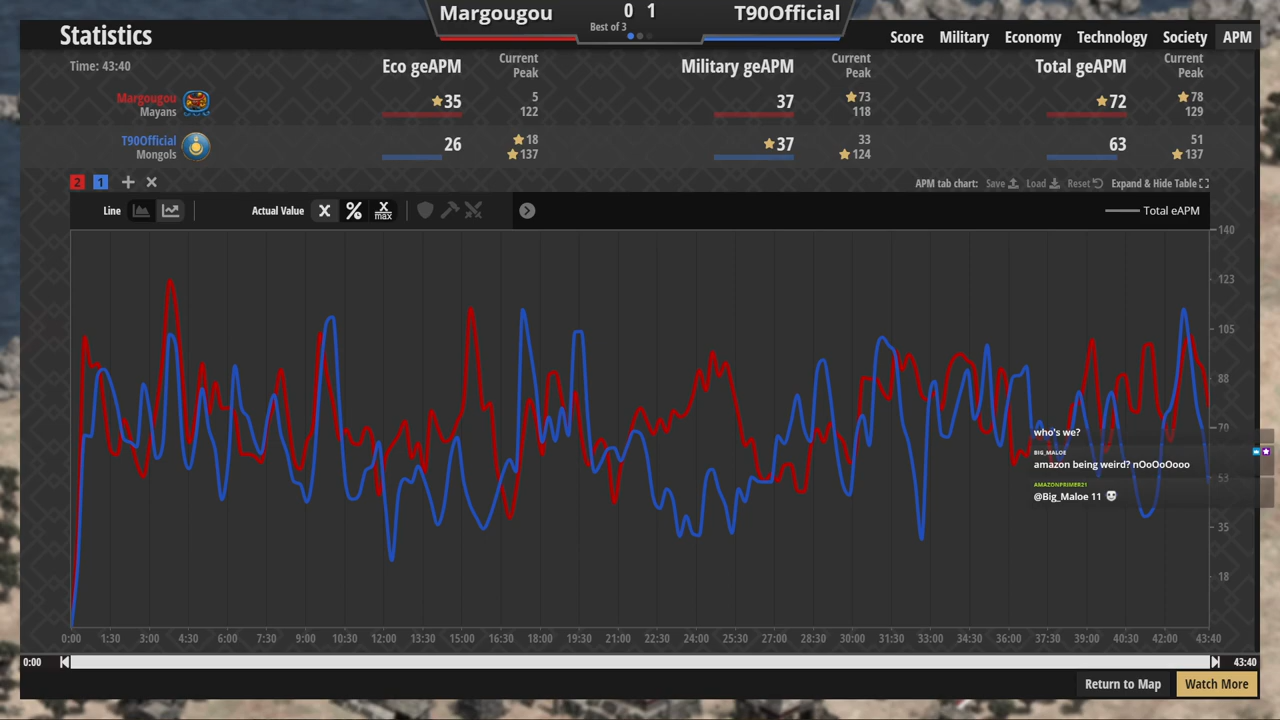 Margougou 0 1 T90Official
Best of 3
Statistics
Score Military Economy Technology Society APM
Time: 43:40
Eco geAPM Current Peak Military geAPM Current Peak Total geAPM Current Peak
Margougou
Mayans
35 5 122 37 73 118 72 78 129
T90Official
Mongols
26 18 137 37 33 124 63 51 137
2 1
APM tab chart: Save Load Reset Expand & Hide Table
Line Actual Value X % X max
Total eAPM
140
123
105
88
70
who's we?
BIG_MALOE
amazon being weird? nOoOoOooo
53
AMAZONPRIMER21
@Big_Maloe 11
35
18
0:00 1:30 3:00 4:30 6:00 7:30 9:00 10:30 12:00 13:30 15:00 16:30 18:00 19:30 21:00 22:30 24:00 25:30 27:00 28:30 30:00 31:30 33:00 34:30 36:00 37:30 39:00 40:30 42:00 43:40
0:00 43:40
Return to Map Watch More